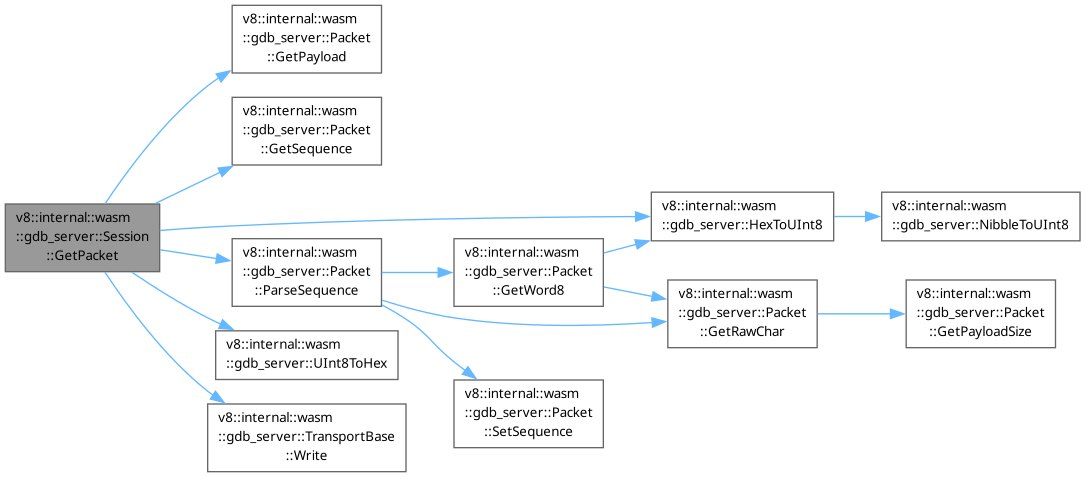 v8::internal::wasm
::gdb_server::Session
::GetPacket
v8::internal::wasm
::gdb_server::Packet
::GetPayload
v8::internal::wasm
::gdb_server::Packet
::GetSequence
v8::internal::wasm
::gdb_server::HexToUInt8
v8::internal::wasm
::gdb_server::NibbleToUInt8
v8::internal::wasm
::gdb_server::Packet
::ParseSequence
v8::internal::wasm
::gdb_server::Packet
::GetWord8
v8::internal::wasm
::gdb_server::Packet
::GetRawChar
v8::internal::wasm
::gdb_server::Packet
::GetPayloadSize
v8::internal::wasm
::gdb_server::UInt8ToHex
v8::internal::wasm
::gdb_server::Packet
::SetSequence
v8::internal::wasm
::gdb_server::TransportBase
::Write